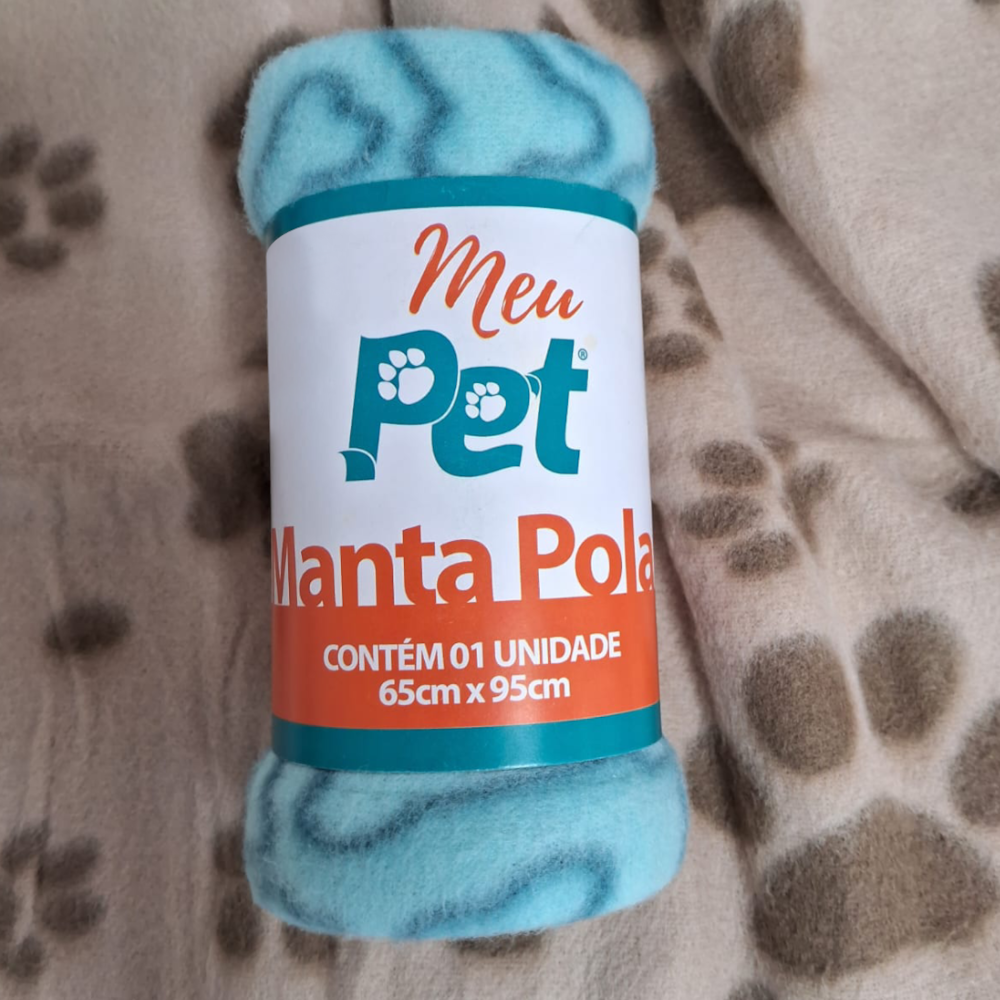 Meu
Pet®
Manta Pola
CONTÉM 01 UNIDADE
65cm x 95cm